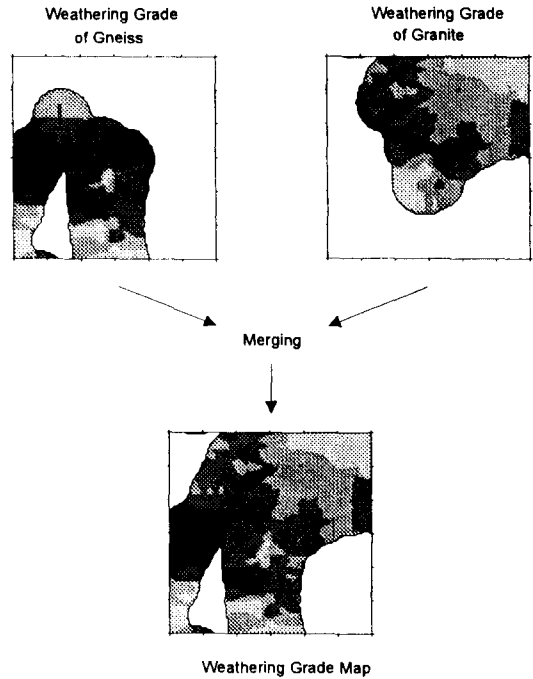 Weathering Grade
of Gneiss
Weathering Grade
of Granite
Merging
Weathering Grade Map